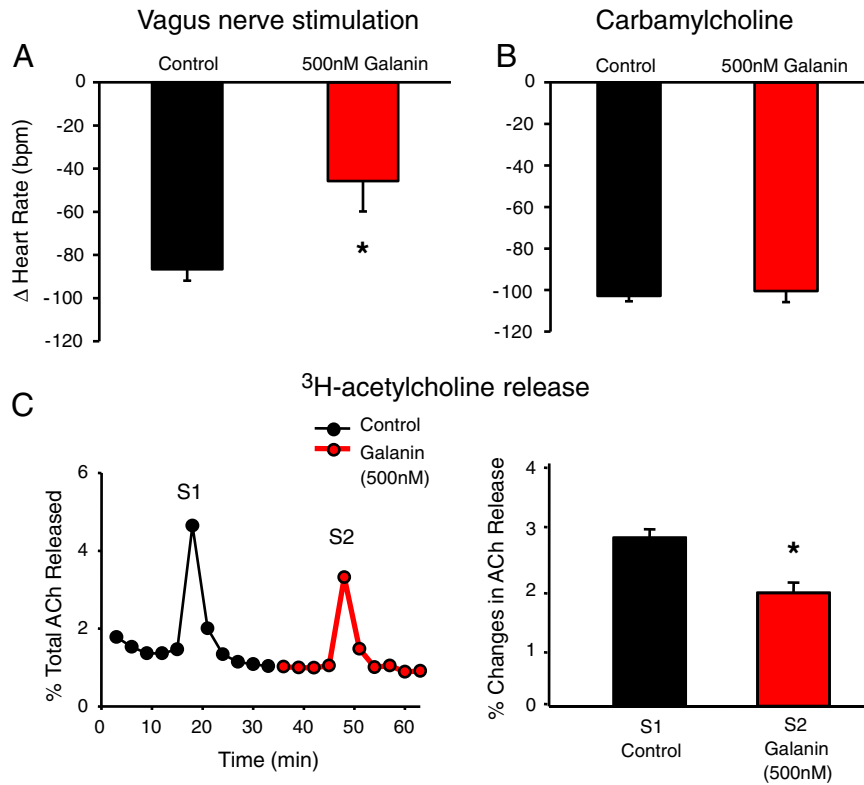 Vagus nerve stimulation
Carbamylcholine
A
B
Control
500nM Galanin
Control
500nM Galanin
0
-20
-40
-60
-80
-100
-120
Δ Heart Rate (bpm)
*
0
-20
-40
-60
-80
-100
-120
³H-acetylcholine release
C
Control
Galanin
(500nM)
6
4
2
0
% Total ACh Released
S1
S2
0
10
20
30
40
50
60
Time (min)
4
3
2
1
0
% Changes in ACh Release
*
S1
Control
S2
Galanin
(500nM)